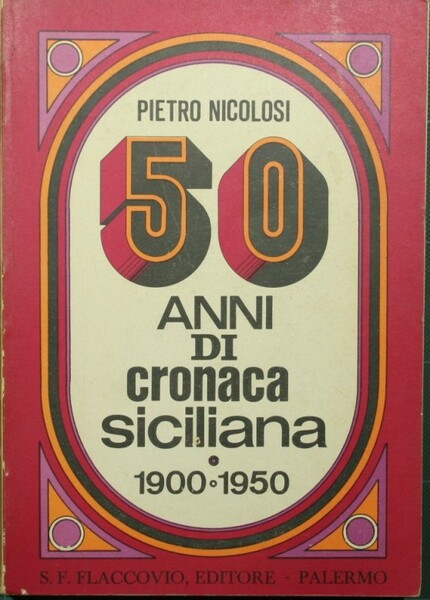 PIETRO NICOLOSI
50
ANNI
DI
cronaca
siciliana
1900•1950
S. F. FLACCOVIO, EDITORE - PALERMO